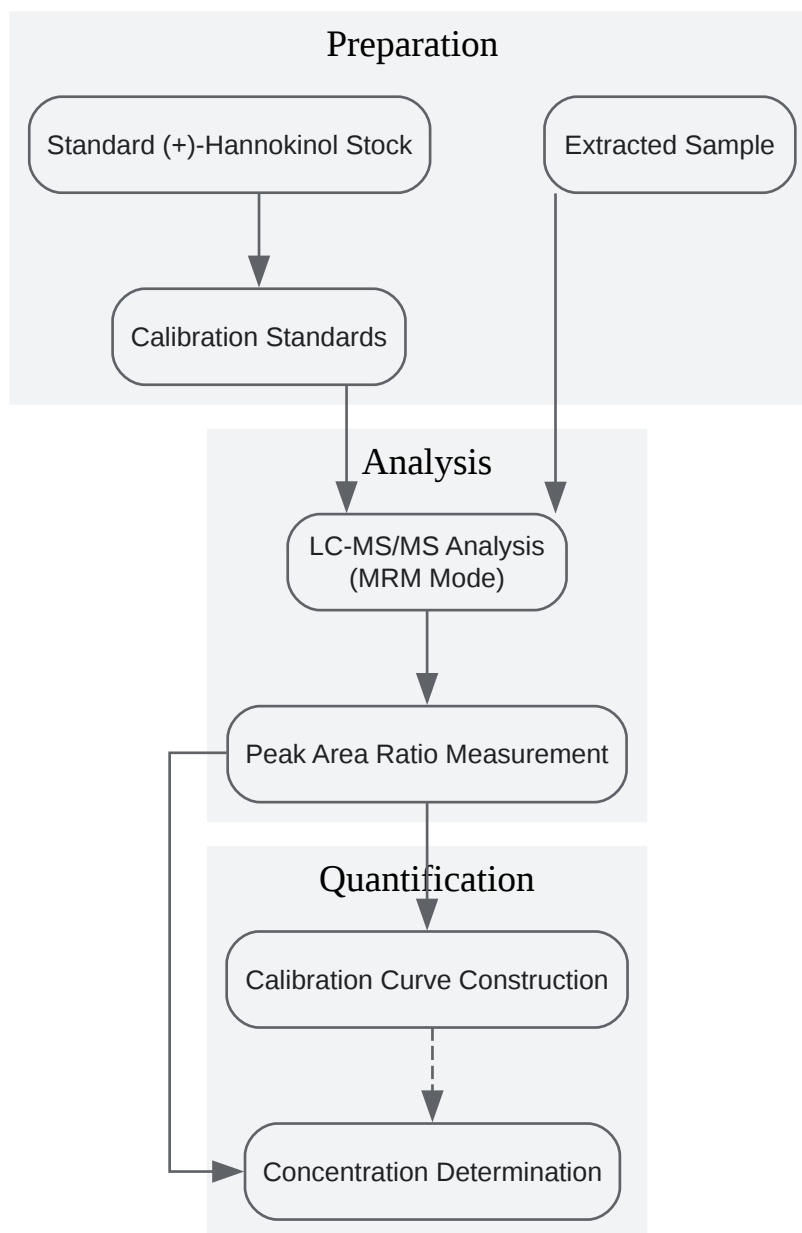 Preparation
Standard (+)-Hannokinol Stock
Extracted Sample
Calibration Standards
Analysis
LC-MS/MS Analysis
(MRM Mode)
Peak Area Ratio Measurement
Quantification
Calibration Curve Construction
Concentration Determination